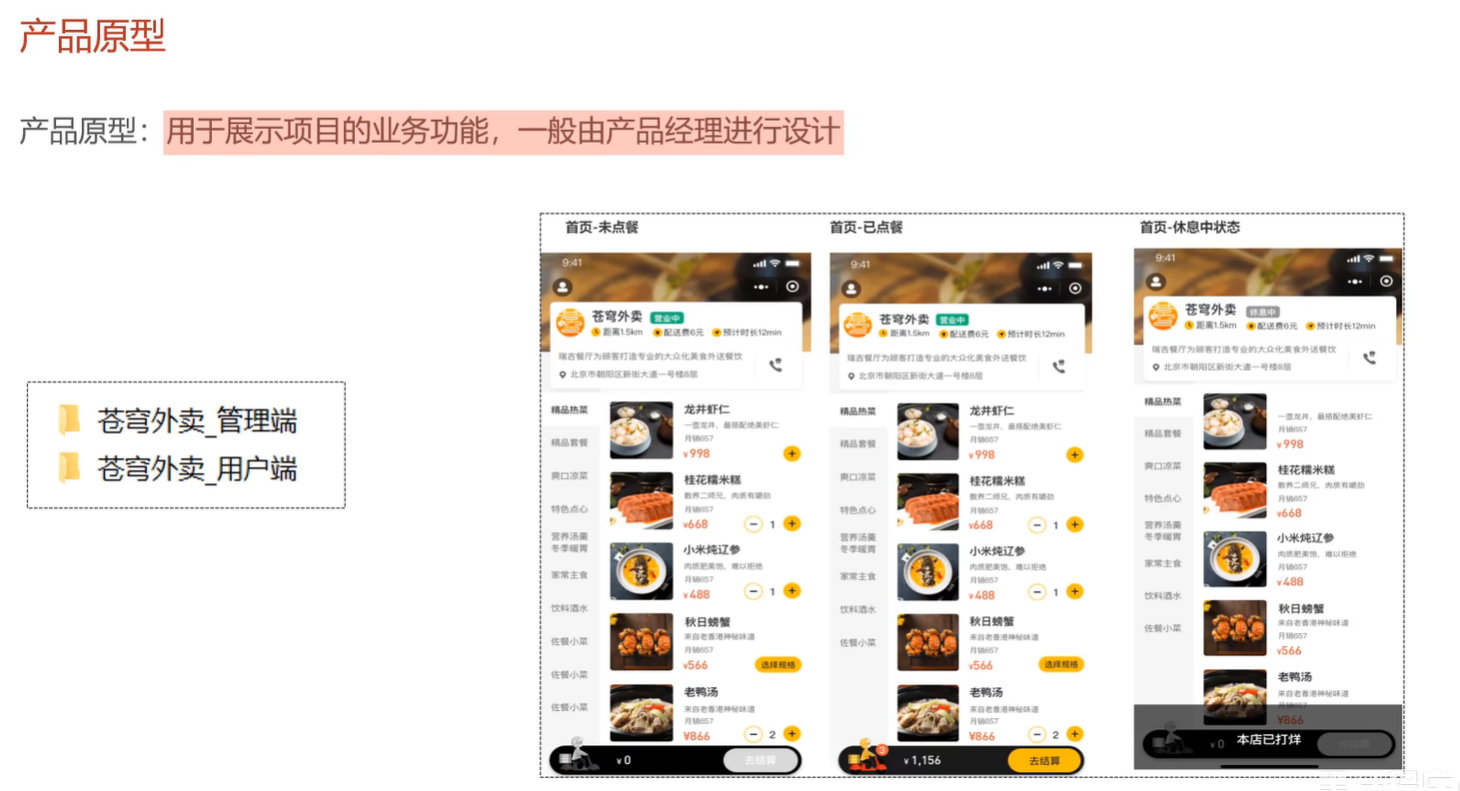 产品原型
产品原型：用于展示项目的业务功能，一般由产品经理进行设计
苍穹外卖_管理端
苍穹外卖_用户端
首页-未点餐
9:41
苍穹外卖 营业中
距离1.5km 配送费6元 预计时长12min
瑞吉餐厅为顾客打造专业的大众化美食外送餐饮
北京市朝阳区新街大道一号楼8层
精品热菜
精品套餐
爽口凉菜
特色点心
营养汤羹
冬季暖胃
家常主食
饮料酒水
佐餐小菜
佐餐小菜
佐餐小菜
龙井虾仁
一壶龙井，最搭配绝美虾仁
月销657
¥998
桂花糯米糕
散养二师兄，肉质有嚼劲
月销657
¥668
1
小米炖辽参
肉质肥美饱，难以拒绝
月销657
¥488
1
秋日螃蟹
来自老香港神秘味道
月销657
¥566
选择规格
老鸭汤
来自老香港神秘味道
月销657
¥866
2
¥0
去结算
首页-已点餐
9:41
苍穹外卖 营业中
距离1.5km 配送费6元 预计时长12min
瑞吉餐厅为顾客打造专业的大众化美食外送餐饮
北京市朝阳区新街大道一号楼8层
精品热菜
精品套餐
爽口凉菜
特色点心
营养汤羹
冬季暖胃
家常主食
饮料酒水
佐餐小菜
龙井虾仁
一壶龙井，最搭配绝美虾仁
月销657
¥998
桂花糯米糕
散养二师兄，肉质有嚼劲
月销657
¥668
1
小米炖辽参
肉质肥美饱，难以拒绝
月销657
¥488
1
秋日螃蟹
来自老香港神秘味道
月销657
¥566
选择规格
老鸭汤
来自老香港神秘味道
月销657
¥866
2
3
¥1,156
去结算
首页-休息中状态
9:41
苍穹外卖 休息中
距离1.5km 配送费6元 预计时长12min
瑞吉餐厅为顾客打造专业的大众化美食外送餐饮
北京市朝阳区新街大道一号楼8层
精品热菜
精品套餐
爽口凉菜
特色点心
营养汤羹
冬季暖胃
家常主食
饮料酒水
佐餐小菜
一壶龙井，最搭配绝美虾仁
月销657
¥998
桂花糯米糕
散养二师兄，肉质有嚼劲
月销657
¥668
小米炖辽参
肉质肥美饱，难以拒绝
月销657
¥488
秋日螃蟹
来自老香港神秘味道
月销657
¥566
老鸭汤
来自老香港神秘味道
月销657
¥866
¥0
本店已打烊
去结算